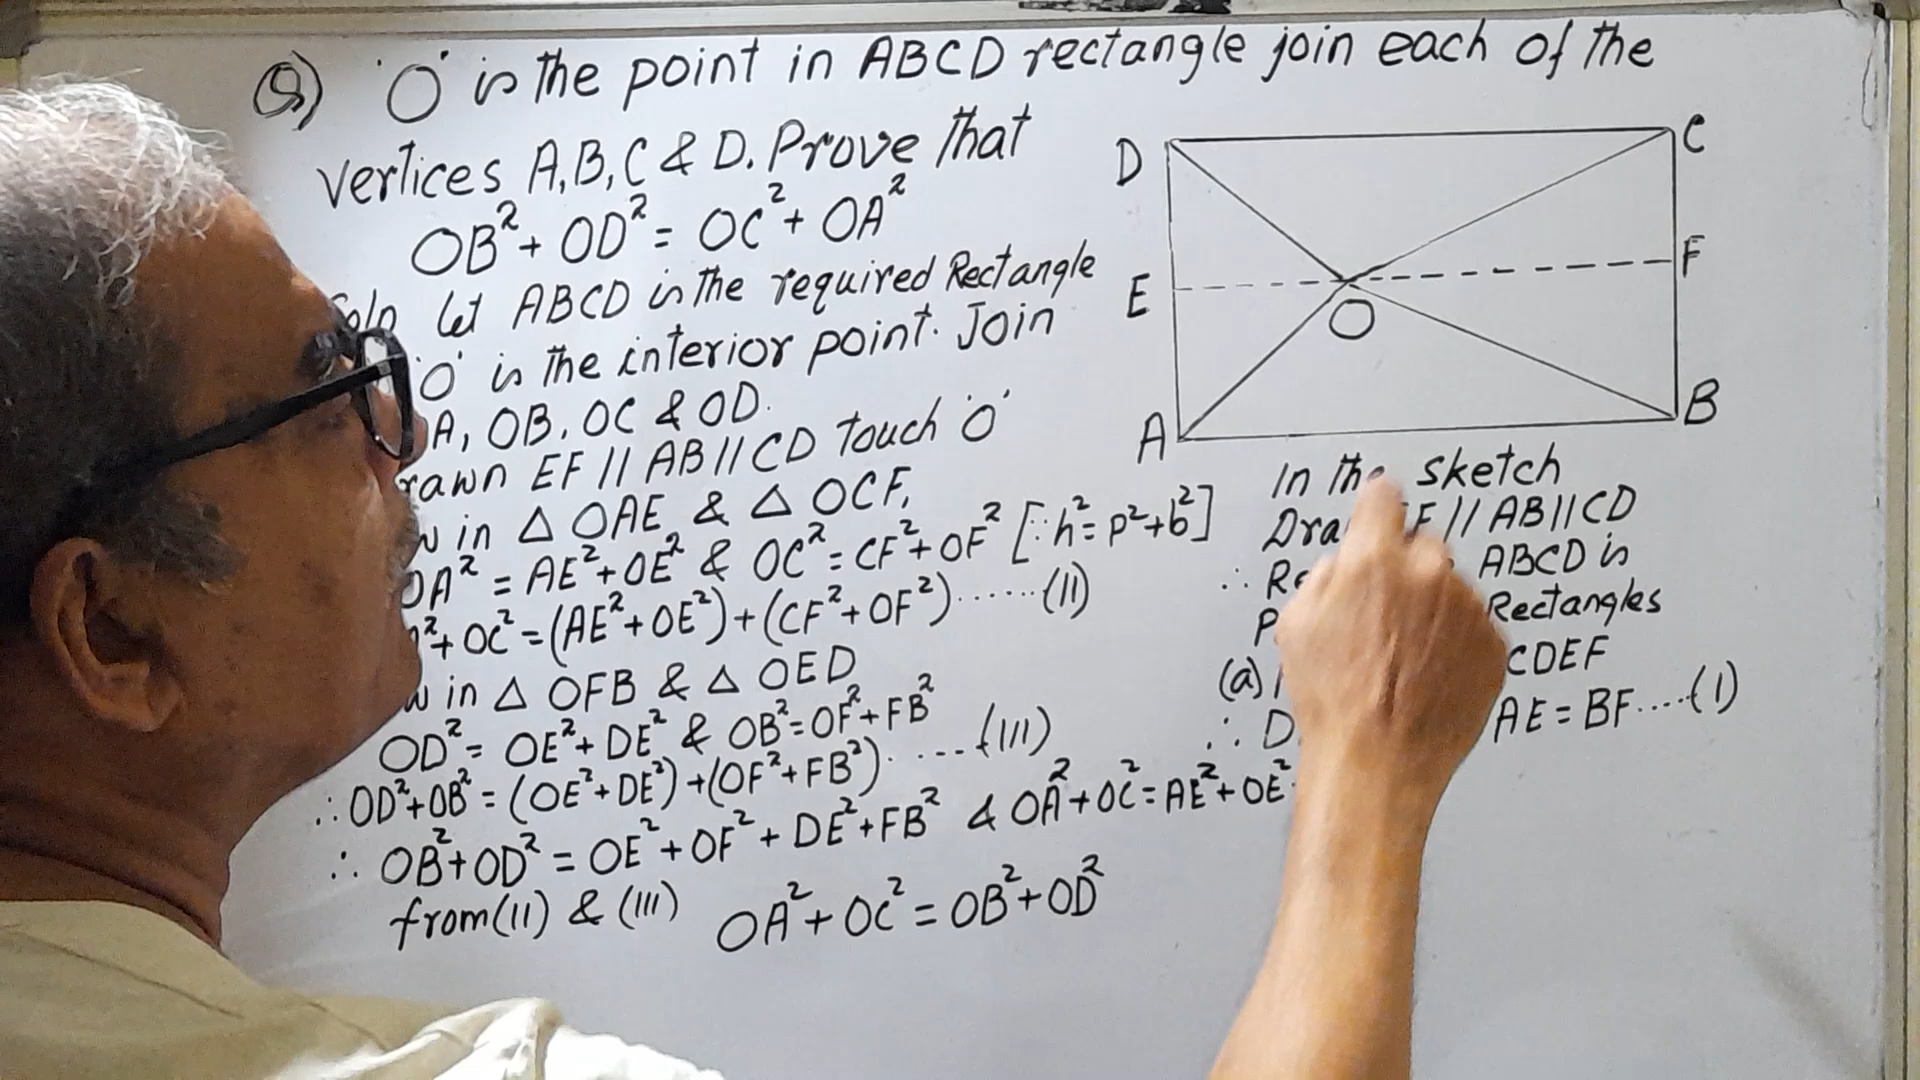 Q) 'O' is the point in ABCD rectangle join each of the
vertices A, B, C & D. Prove that
OB² + OD² = OC² + OA²
Soln Let ABCD is the required Rectangle
'O' is the interior point. Join
A, OB, OC & OD.
rawn EF // AB // CD touch 'O'
w in △ OAE & △ OCF,
OA² = AE² + OE² & OC² = CF² + OF² [∵ h² = p² + b²]
² + OC² = (AE² + OE²) + (CF² + OF²) ...... (II)
w in △ OFB & △ OED
OD² = OE² + DE² & OB² = OF² + FB²
∴ OD² + OB² = (OE² + DE²) + (OF² + FB²) .... (III)
∴ OB² + OD² = OE² + OF² + DE² + FB² & OA² + OC² = AE² + OE²
from (II) & (III) OA² + OC² = OB² + OD²
D
C
E
F
O
A
B
In the sketch
Dra F // AB || CD
∴ Re ABCD is
P Rectangles
(a) CDEF
∴ D AE = BF .... (I)